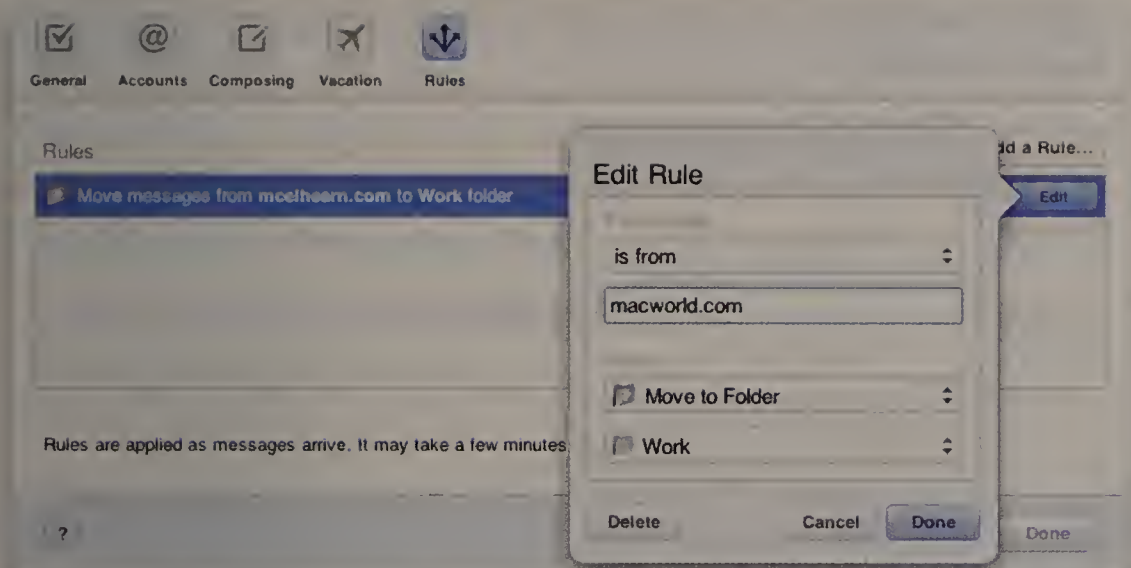 General Accounts Composing Vacation Rules
Rules
dd a Rule...
Move messages from mcelhearn.com to Work folder
Edit
Edit Rule
is from
macworld.com
Move to Folder
Work
Rules are applied as messages arrive. It may take a few minutes
Delete Cancel Done
?
Done